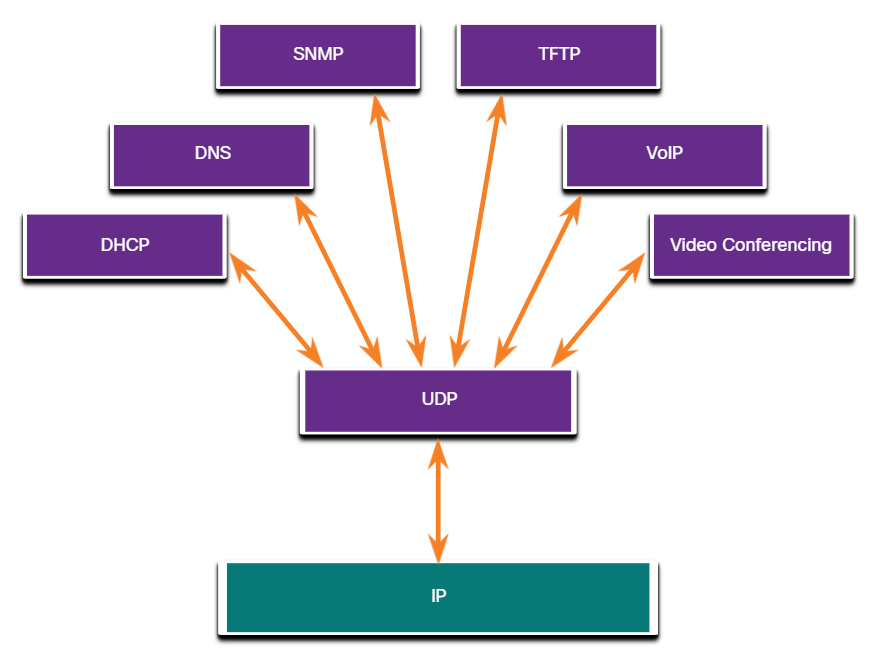 SNMP
TFTP
DNS
VoIP
DHCP
Video Conferencing
UDP
IP